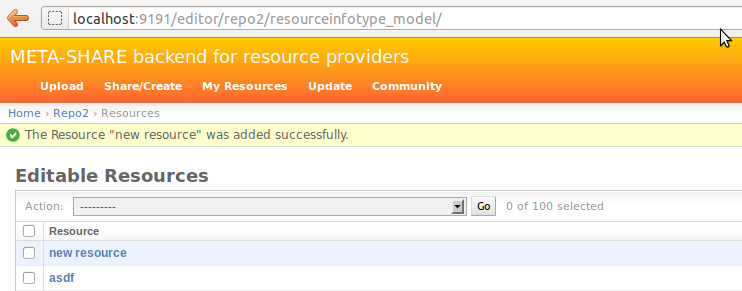 localhost:9191/editor/repo2/resourceinfotype_model/
META-SHARE backend for resource providers
Upload Share/Create My Resources Update Community
Home › Repo2 › Resources
The Resource "new resource" was added successfully.
Editable Resources
Action: --------- Go 0 of 100 selected
Resource
new resource
asdf